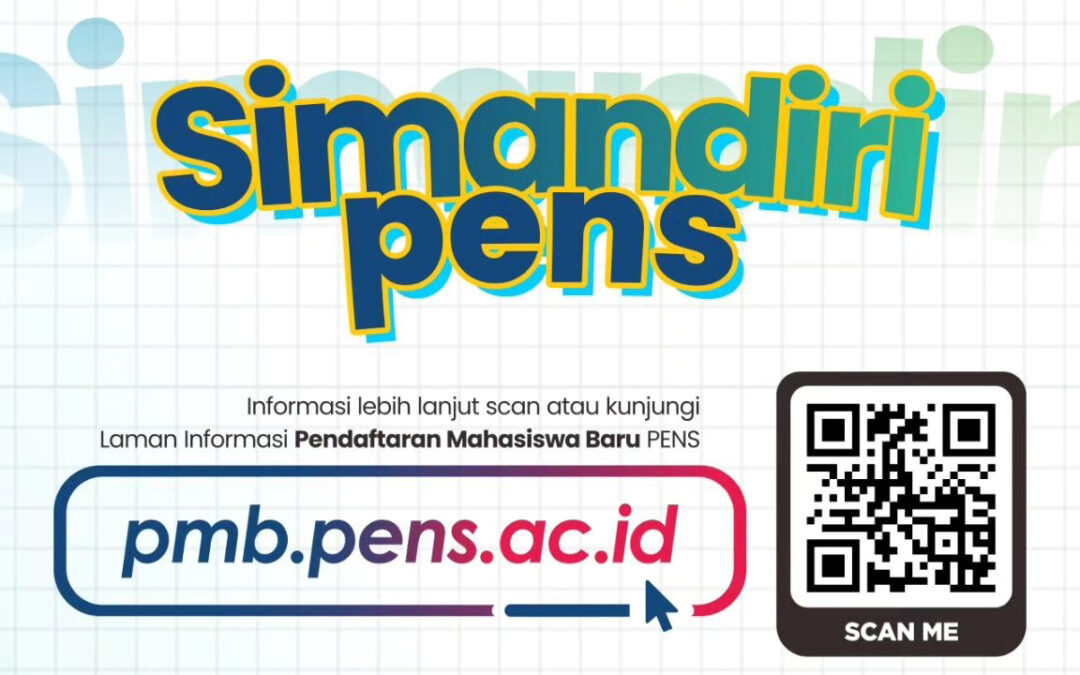 Simandiri
Simandiri
pens
Informasi lebih lanjut scan atau kunjungi
Laman Informasi Pendaftaran Mahasiswa Baru PENS
pmb.pens.ac.id
SCAN ME